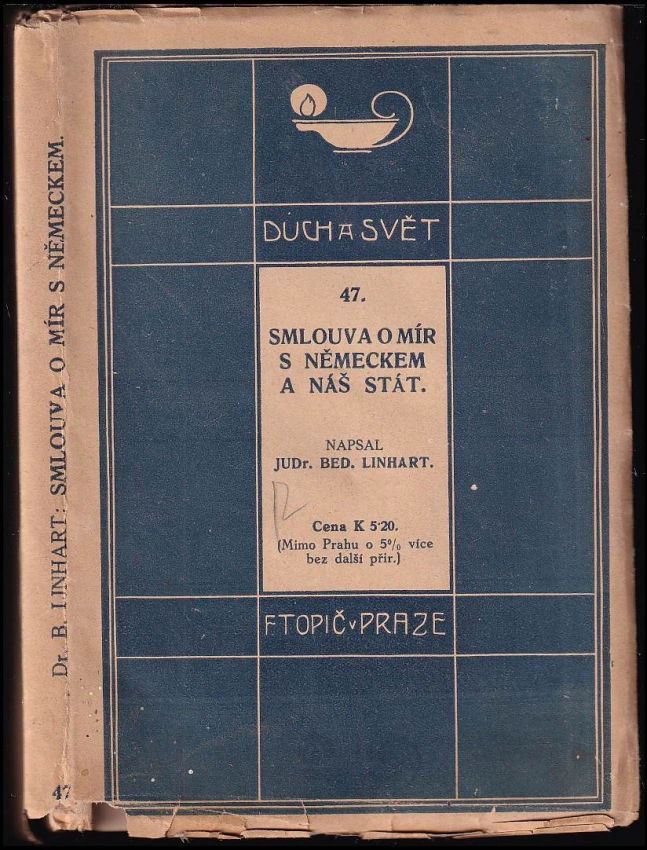 DUCH A SVĚT
47.
SMLOUVA O MÍR
S NĚMECKEM
A NÁŠ STÁT.
NAPSAL
JUDr. BED. LINHART.
Cena K 5·20.
(Mimo Prahu o 5% více
bez další přir.)
F. TOPIČ v PRAZE
Dr. B. LINHART: SMLOUVA O MÍR S NĚMECKEM.
47